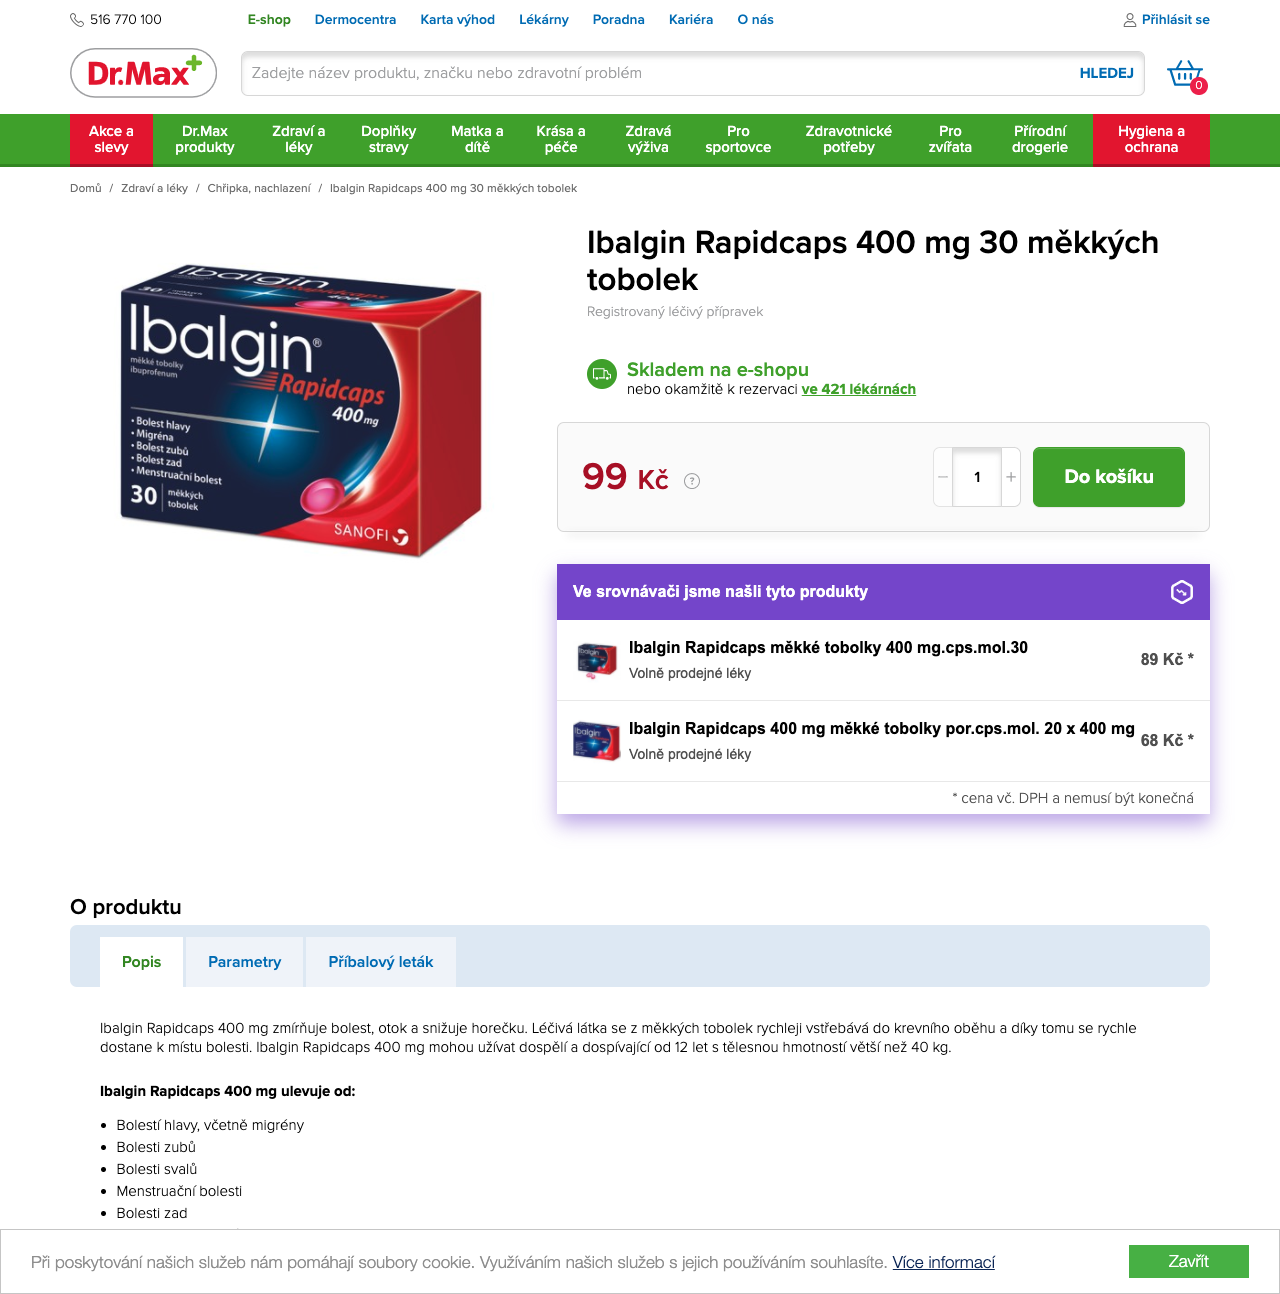 516 770 100
E-shop Dermocentra Karta výhod Lékárny Poradna Kariéra O nás
Přihlásit se
Dr.Max+
Zadejte název produktu, značku nebo zdravotní problém
HLEDEJ
0
Akce a slevy
Dr.Max produkty
Zdraví a léky
Doplňky stravy
Matka a dítě
Krása a péče
Zdravá výživa
Pro sportovce
Zdravotnické potřeby
Pro zvířata
Přírodní drogerie
Hygiena a ochrana
Domů / Zdraví a léky / Chřipka, nachlazení / Ibalgin Rapidcaps 400 mg 30 měkkých tobolek
Ibalgin
Rapidcaps
400mg
30
Ibalgin®
měkké tobolky
ibuprofenum
Rapidcaps
400 mg
• Bolest hlavy
• Migréna
• Bolest zubů
• Bolest zad
• Menstruační bolest
30 měkkých
tobolek
SANOFI
Ibalgin Rapidcaps 400 mg 30 měkkých
tobolek
Registrovaný léčivý přípravek
Skladem na e-shopu
nebo okamžitě k rezervaci ve 421 lékárnách
99 Kč ?
− 1 +
Do košíku
Ve srovnávači jsme našli tyto produkty
Ibalgin Rapidcaps měkké tobolky 400 mg.cps.mol.30
Volně prodejné léky
89 Kč *
Ibalgin Rapidcaps 400 mg měkké tobolky por.cps.mol. 20 x 400 mg
Volně prodejné léky
68 Kč *
* cena vč. DPH a nemusí být konečná
O produktu
Popis Parametry Příbalový leták
Ibalgin Rapidcaps 400 mg zmírňuje bolest, otok a snižuje horečku. Léčivá látka se z měkkých tobolek rychleji vstřebává do krevního oběhu a díky tomu se rychle
dostane k místu bolesti. Ibalgin Rapidcaps 400 mg mohou užívat dospělí a dospívající od 12 let s tělesnou hmotností větší než 40 kg.
Ibalgin Rapidcaps 400 mg ulevuje od:
• Bolestí hlavy, včetně migrény
• Bolesti zubů
• Bolesti svalů
• Menstruační bolesti
• Bolesti zad
Při poskytování našich služeb nám pomáhají soubory cookie. Využíváním našich služeb s jejich používáním souhlasíte. Více informací
Zavřít